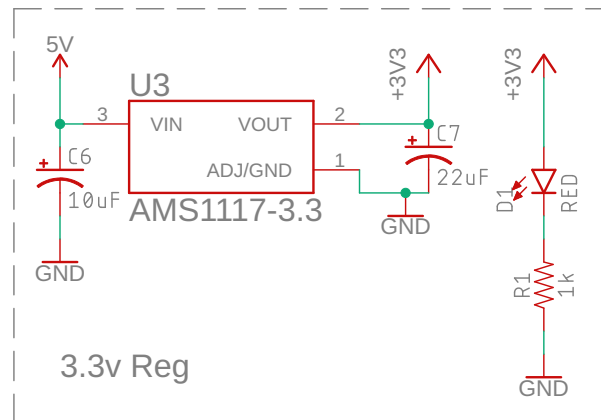 5V
+3V3
+3V3
U3
3
VIN
VOUT
2
C6
10uF
ADJ/GND
1
C7
22uF
AMS1117-3.3
GND
GND
D1
RED
R1
1k
3.3v Reg
GND